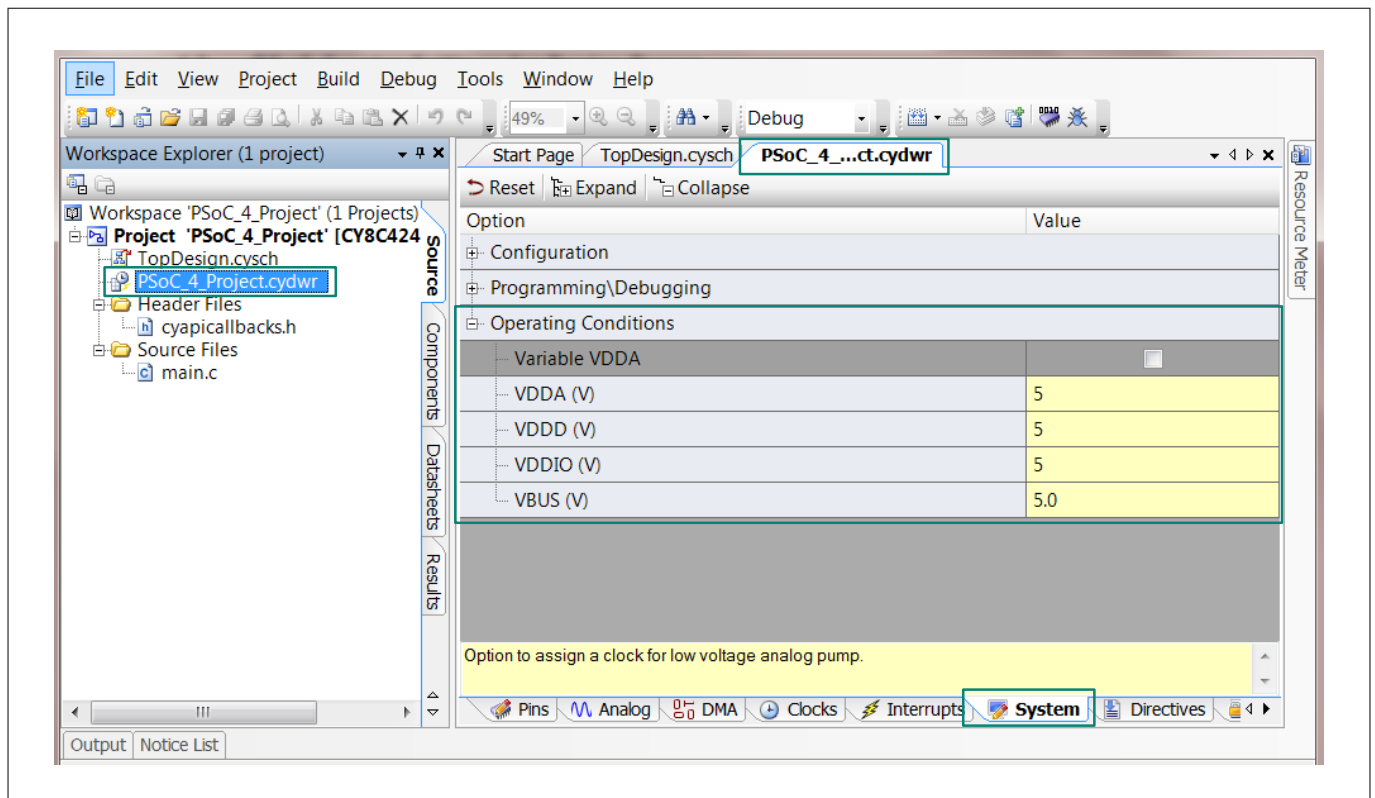 File Edit View Project Build Debug Tools Window Help
49% Debug
Workspace Explorer (1 project)
Start Page TopDesign.cysch PSoC_4_...ct.cydwr
Reset Expand Collapse
Workspace 'PSoC_4_Project' (1 Projects)
Project 'PSoC_4_Project' [CY8C424
TopDesign.cysch
PSoC_4_Project.cydwr
Header Files
cyapicallbacks.h
Source Files
main.c
Source
Components
Datasheets
Results
Option Value
Configuration
Programming\Debugging
Operating Conditions
Variable VDDA
VDDA (V) 5
VDDD (V) 5
VDDIO (V) 5
VBUS (V) 5.0
Option to assign a clock for low voltage analog pump.
Pins Analog DMA Clocks Interrupts System Directives
Resource Meter
Output Notice List